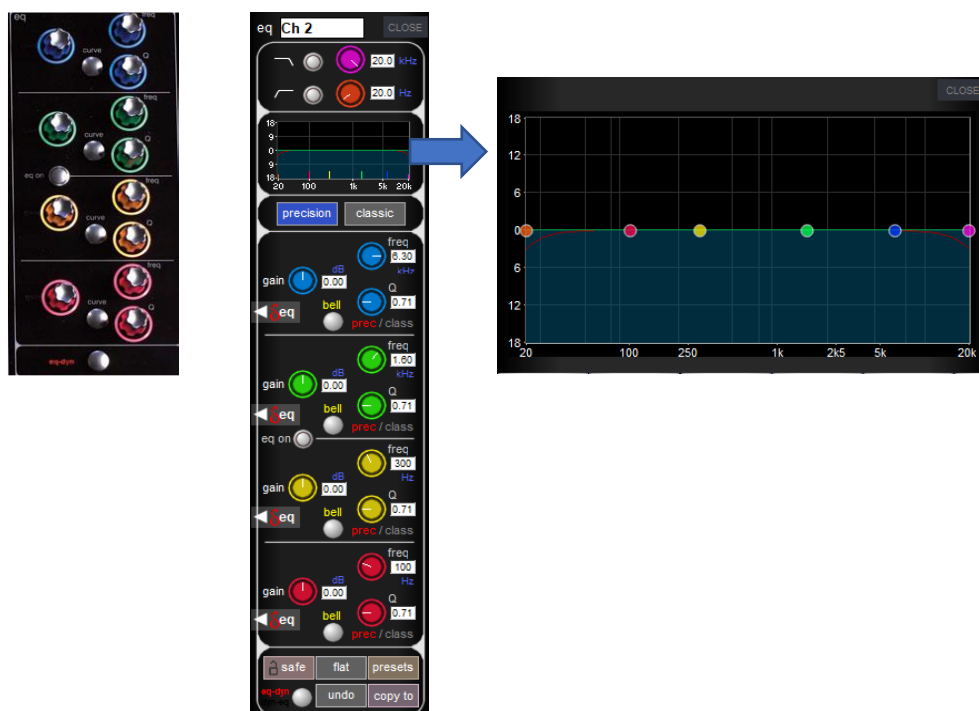 eq
freq
curve
Q
freq
curve
Q
eq on
freq
curve
Q
freq
curve
Q
eq-dyn
eq Ch 2 CLOSE
20.0 kHz
20.0 Hz
18
9
0
9
18
20 100 1k 5k 20k
precision classic
freq
6.30
kHz
dB
gain 0.00
Q
0.71
bell
eq
prec / class
freq
1.60
kHz
dB
gain 0.00
Q
0.71
bell
eq
prec / class
eq on
freq
300
Hz
dB
gain 0.00
Q
0.71
bell
eq
prec / class
freq
100
Hz
dB
gain 0.00
Q
0.71
bell
eq
prec / class
safe flat presets
eq-dyn undo copy to
CLOSE
18
12
6
0
6
12
18
20 100 250 1k 2k5 5k 20k